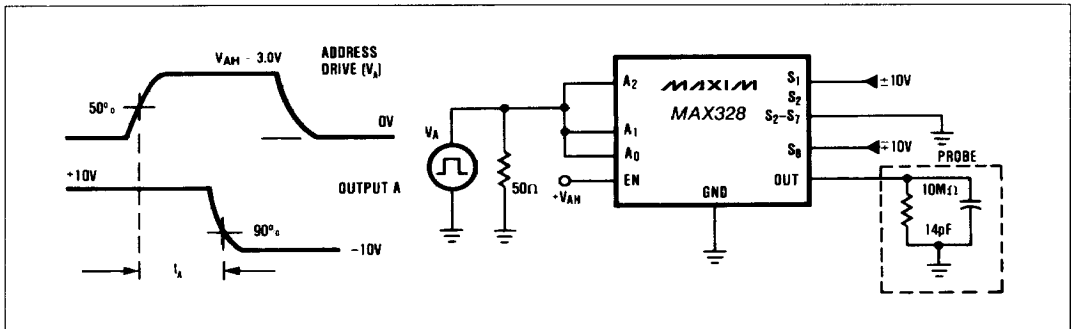 VAH - 3.0V
ADDRESS
DRIVE (VA)
50%
0V
+10V
OUTPUT A
90%
-10V
tA
VA
50Ω
+VAH
A2
A1
A0
EN
MAXIM
MAX328
GND
S1
S2
S2-S7
S8
OUT
±10V
∓10V
PROBE
10MΩ
14pF